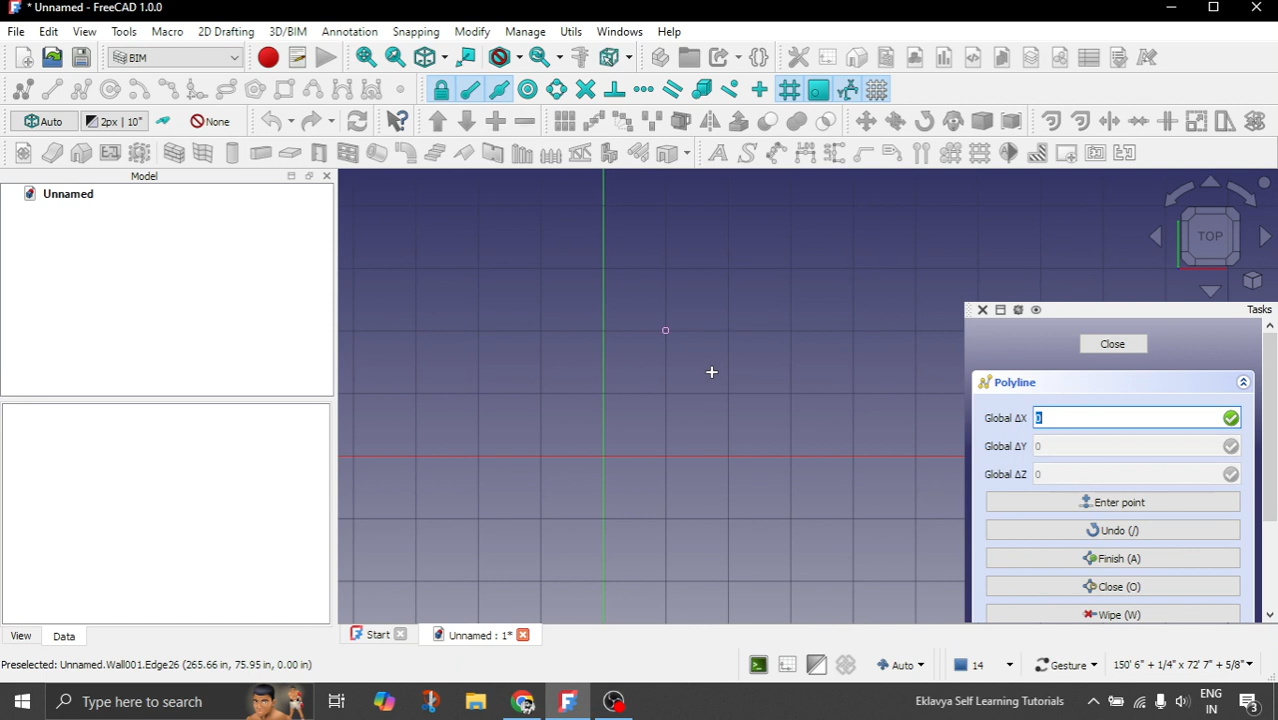 * Unnamed - FreeCAD 1.0.0
File Edit View Tools Macro 2D Drafting 3D/BIM Annotation Snapping Modify Manage Utils Windows Help
BIM
Auto 2px | 10" None
Model
Unnamed
TOP
Tasks
Close
Polyline
Global ΔX 0
Global ΔY 0
Global ΔZ 0
Enter point
Undo (/)
Finish (A)
Close (O)
Wipe (W)
View Data
Start Unnamed : 1*
Preselected: Unnamed.Wall001.Edge26 (265.66 in, 75.95 in, 0.00 in)
Auto 14 Gesture 150' 6" + 1/4" x 72' 7" + 5/8"
Type here to search
Eklavya Self Learning Tutorials
ENG
IN
3